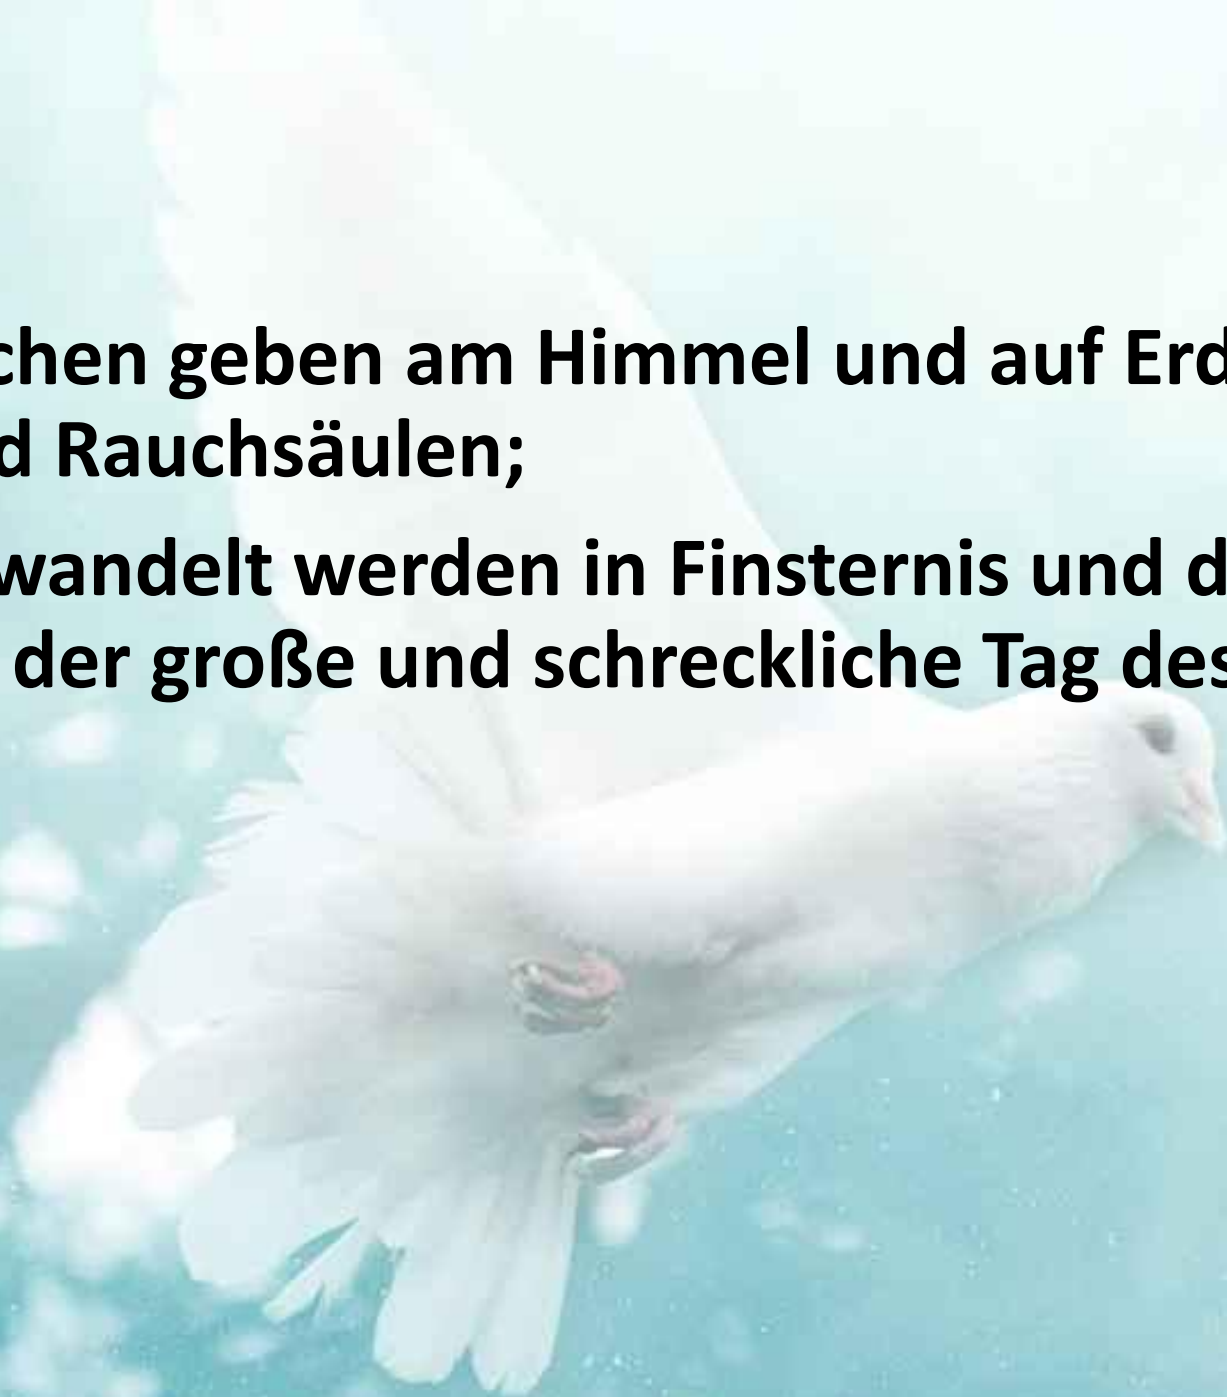 chen geben am Himmel und auf Erd
d Rauchsäulen;
wandelt werden in Finsternis und d
der große und schreckliche Tag des